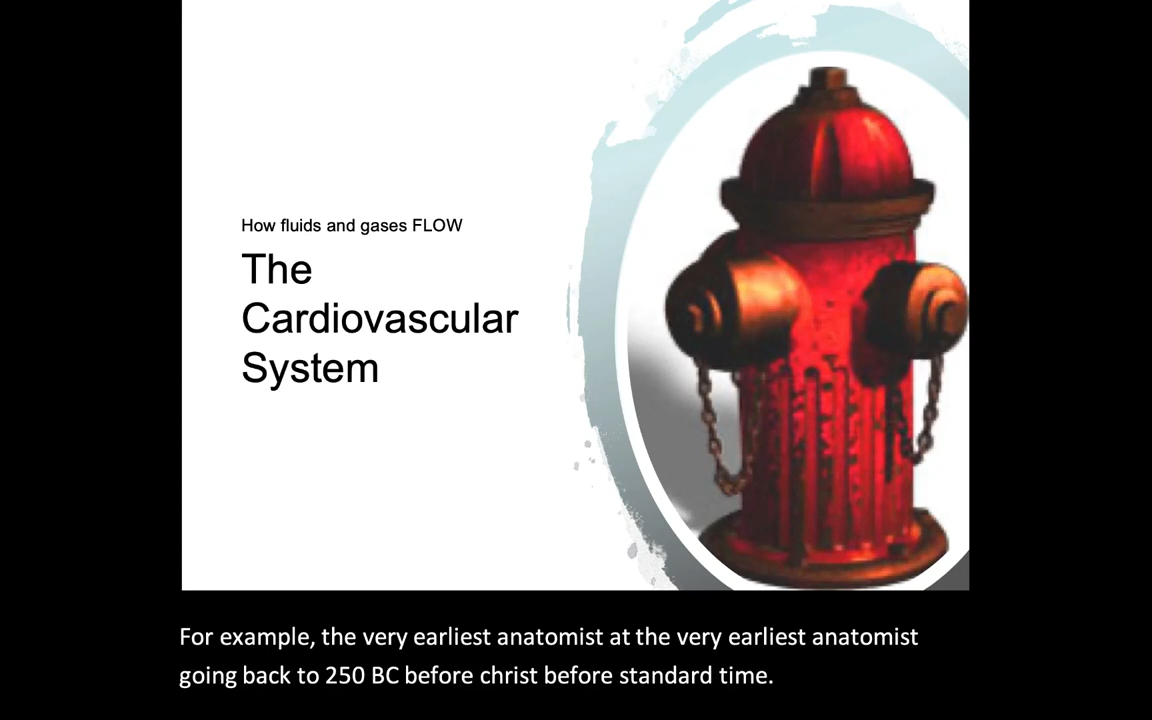 How fluids and gases FLOW
The
Cardiovascular
System
For example, the very earliest anatomist at the very earliest anatomist
going back to 250 BC before christ before standard time.